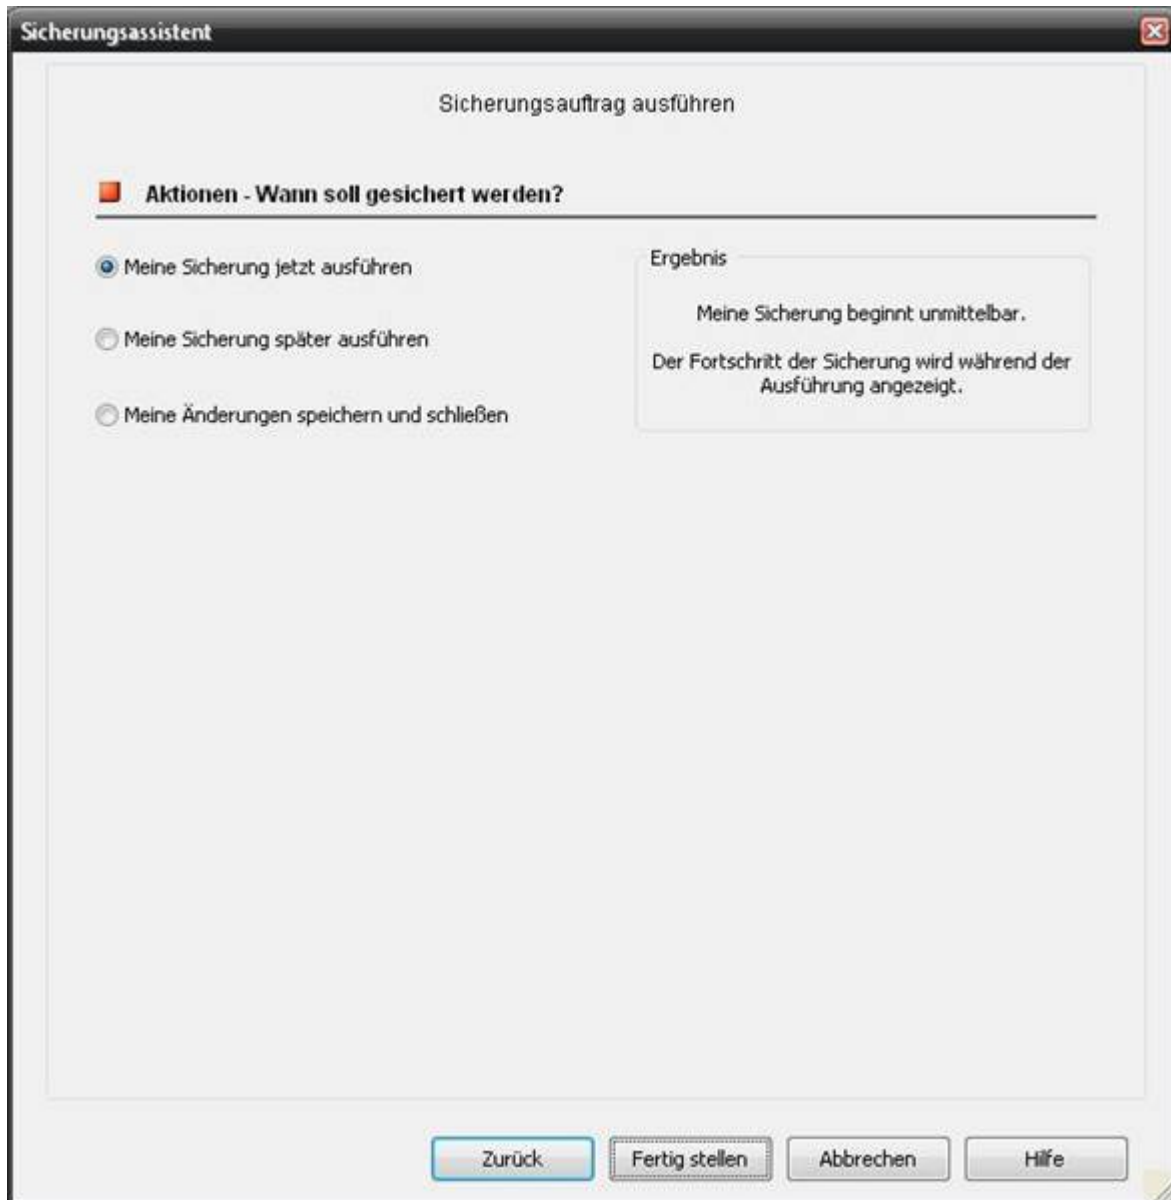 Sicherungsassistent
Sicherungsauftrag ausführen
Aktionen - Wann soll gesichert werden?
Meine Sicherung jetzt ausführen
Meine Sicherung später ausführen
Meine Änderungen speichern und schließen
Ergebnis
Meine Sicherung beginnt unmittelbar.
Der Fortschritt der Sicherung wird während der
Ausführung angezeigt.
Zurück
Fertig stellen
Abbrechen
Hilfe